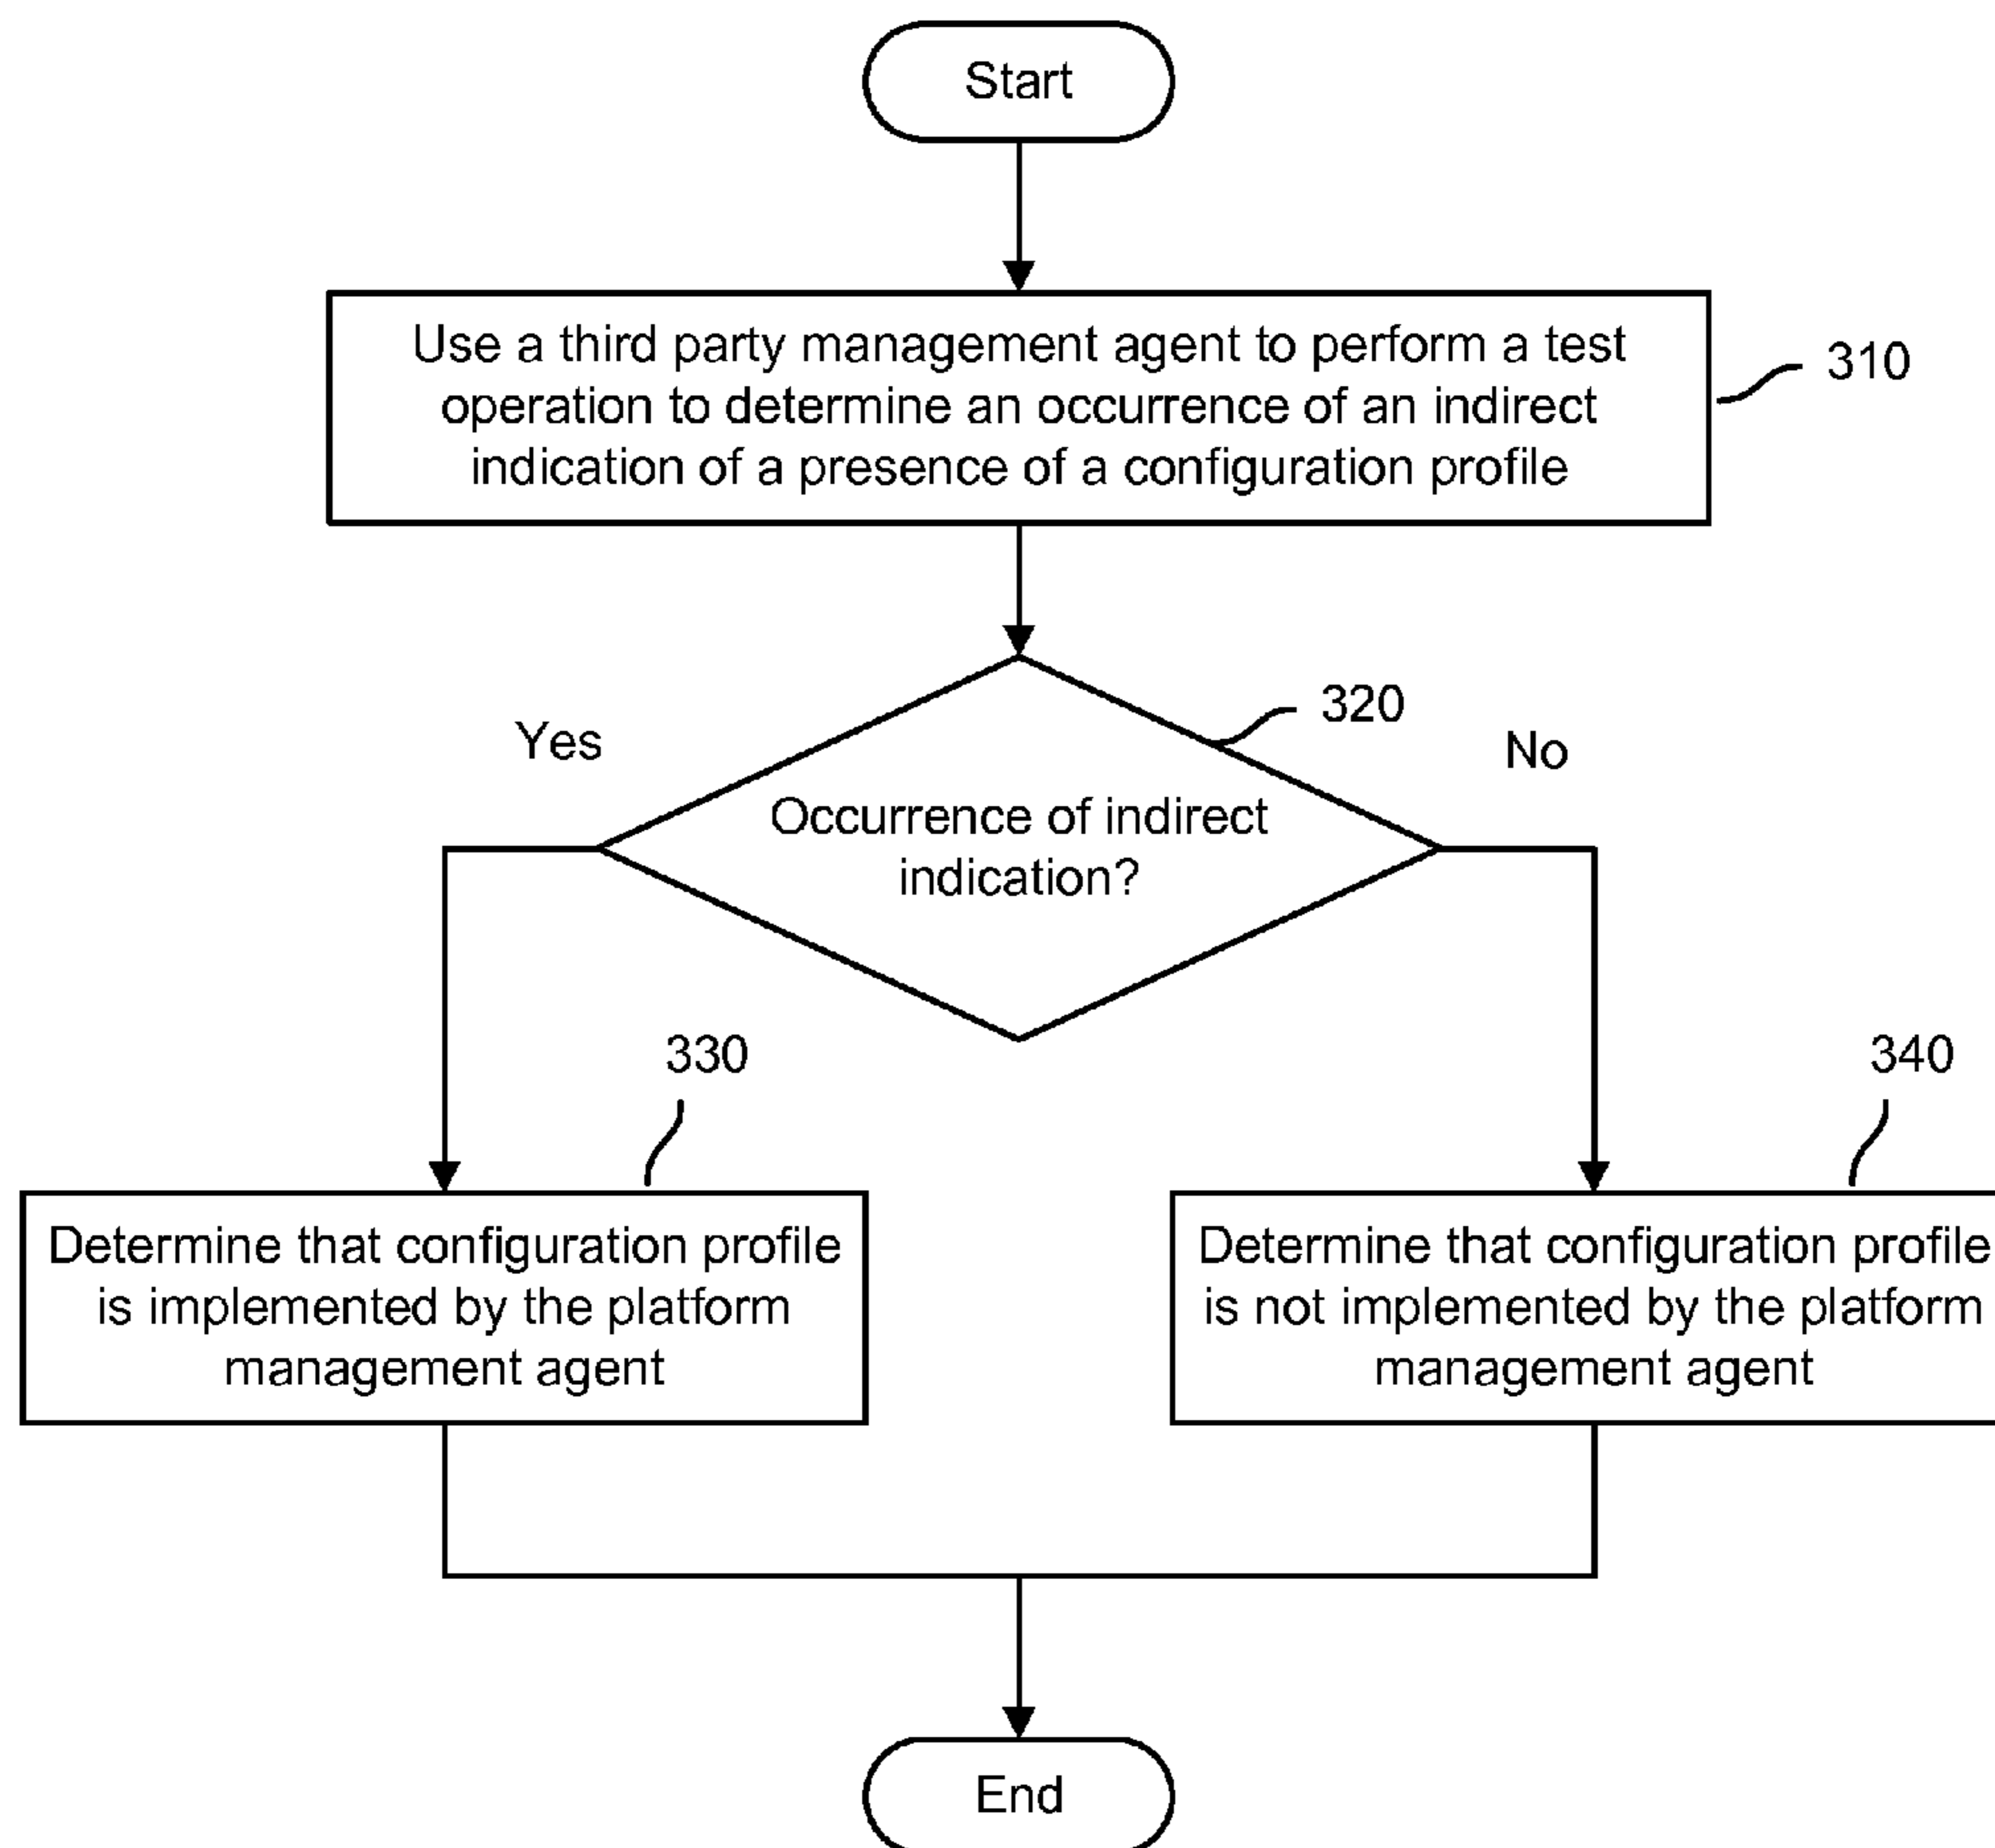 Start
Use a third party management agent to perform a test
operation to determine an occurrence of an indirect
indication of a presence of a configuration profile
310
320
Yes
No
Occurrence of indirect
indication?
330
340
Determine that configuration profile
is implemented by the platform
management agent
Determine that configuration profile
is not implemented by the platform
management agent
End